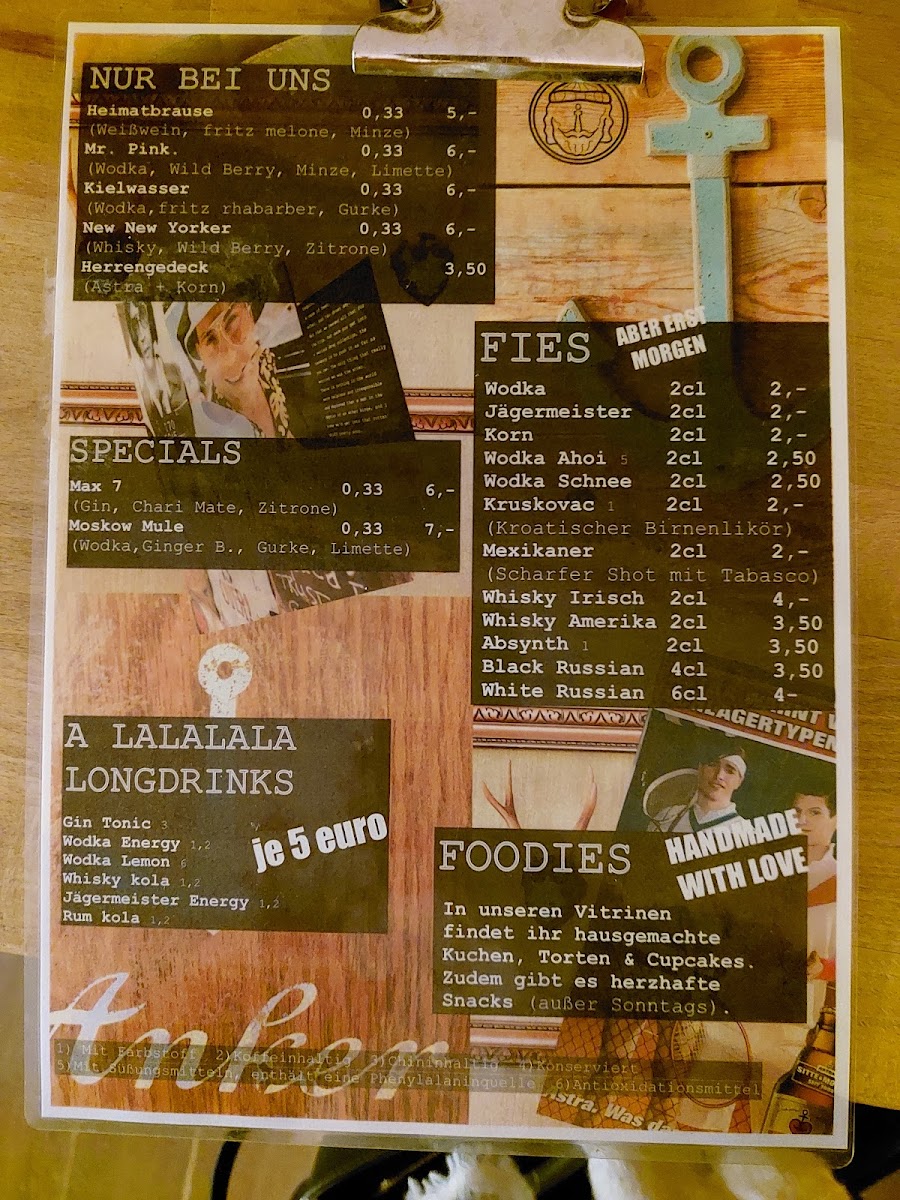 NUR BEI UNS
Heimatbrause 0,33 5,-
(Weißwein, fritz melone, Minze)
Mr. Pink. 0,33 6,-
(Wodka, Wild Berry, Minze, Limette)
Kielwasser 0,33 6,-
(Wodka,fritz rhabarber, Gurke)
New New Yorker 0,33 6,-
(Whisky, Wild Berry, Zitrone)
Herrengedeck 3,50
(Astra + Korn)
SPECIALS
Max 7 0,33 6,-
(Gin, Chari Mate, Zitrone)
Moskow Mule 0,33 7,-
(Wodka,Ginger B., Gurke, Limette)
FIES
ABER ERST
MORGEN
Wodka 2cl 2,-
Jägermeister 2cl 2,-
Korn 2cl 2,-
Wodka Ahoi 5 2cl 2,50
Wodka Schnee 2cl 2,50
Kruskovac 1 2cl 2,-
(Kroatischer Birnenlikör)
Mexikaner 2cl 2,-
(Scharfer Shot mit Tabasco)
Whisky Irisch 2cl 4,-
Whisky Amerika 2cl 3,50
Absynth 1 2cl 3,50
Black Russian 4cl 3,50
White Russian 6cl 4-
A LALALALA
LONGDRINKS
je 5 euro
Gin Tonic 3
Wodka Energy 1,2
Wodka Lemon 6
Whisky kola 1,2
Jägermeister Energy 1,2
Rum kola 1,2
FOODIES
HANDMADE
WITH LOVE
In unseren Vitrinen
findet ihr hausgemachte
Kuchen, Torten & Cupcakes.
Zudem gibt es herzhafte
Snacks (außer Sonntags).
Anker
1) Mit Farbstoff 2)Koffeinhaltig 3)Chininhaltig 4)Konserviert
5)Mit Süßungsmitteln, enthält eine Phenylalaninquelle 6)Antioxidationsmittel
Astra. Was